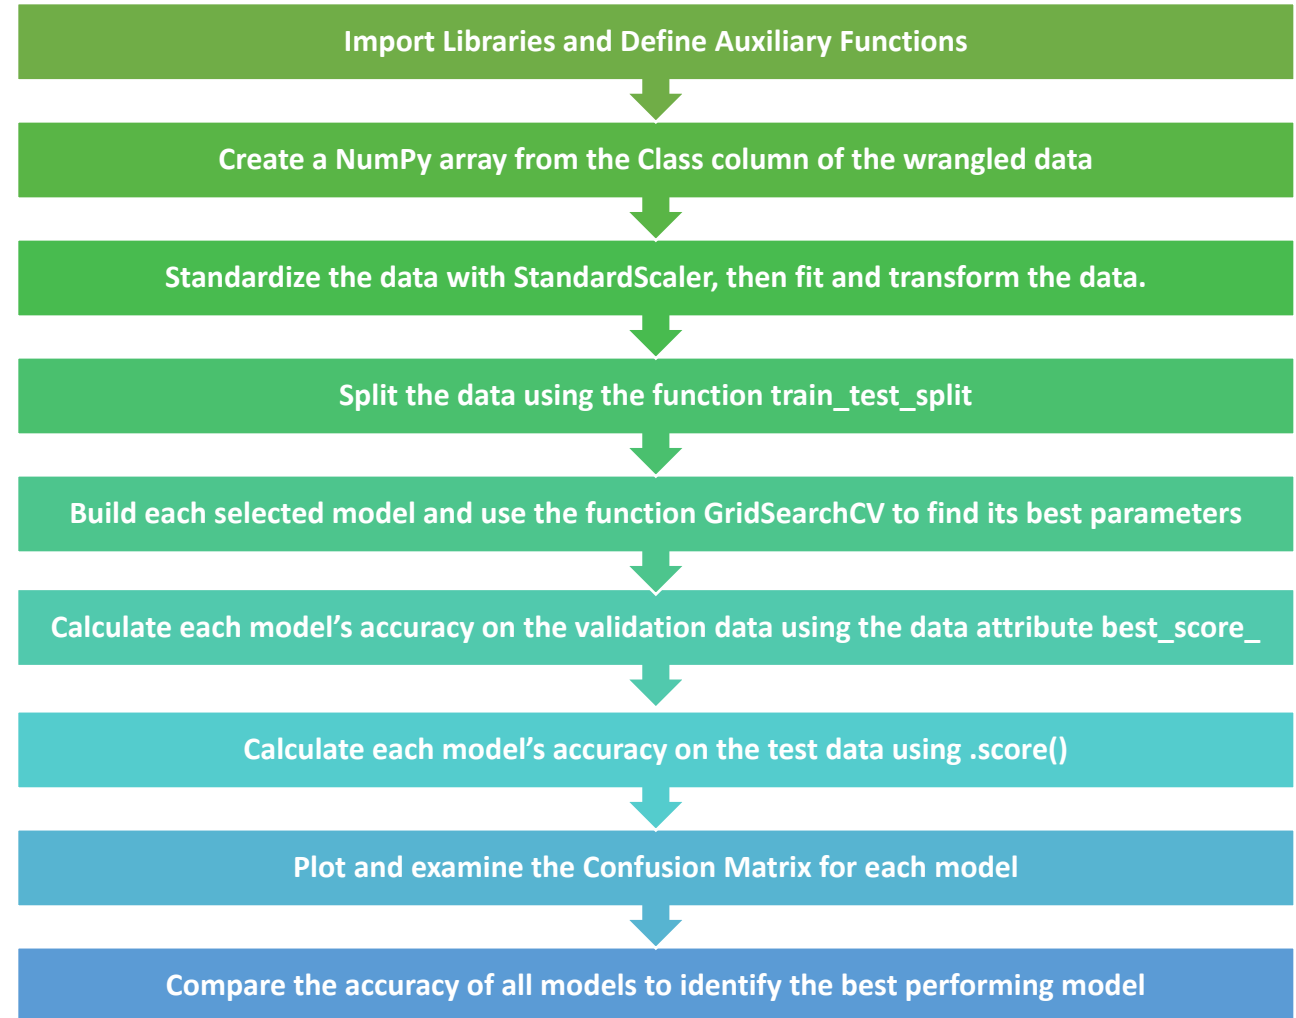 Import Libraries and Define Auxiliary Functions
Create a NumPy array from the Class column of the wrangled data
Standardize the data with StandardScaler, then fit and transform the data.
Split the data using the function train_test_split
Build each selected model and use the function GridSearchCV to find its best parameters
Calculate each model’s accuracy on the validation data using the data attribute best_score_
Calculate each model’s accuracy on the test data using .score()
Plot and examine the Confusion Matrix for each model
Compare the accuracy of all models to identify the best performing model